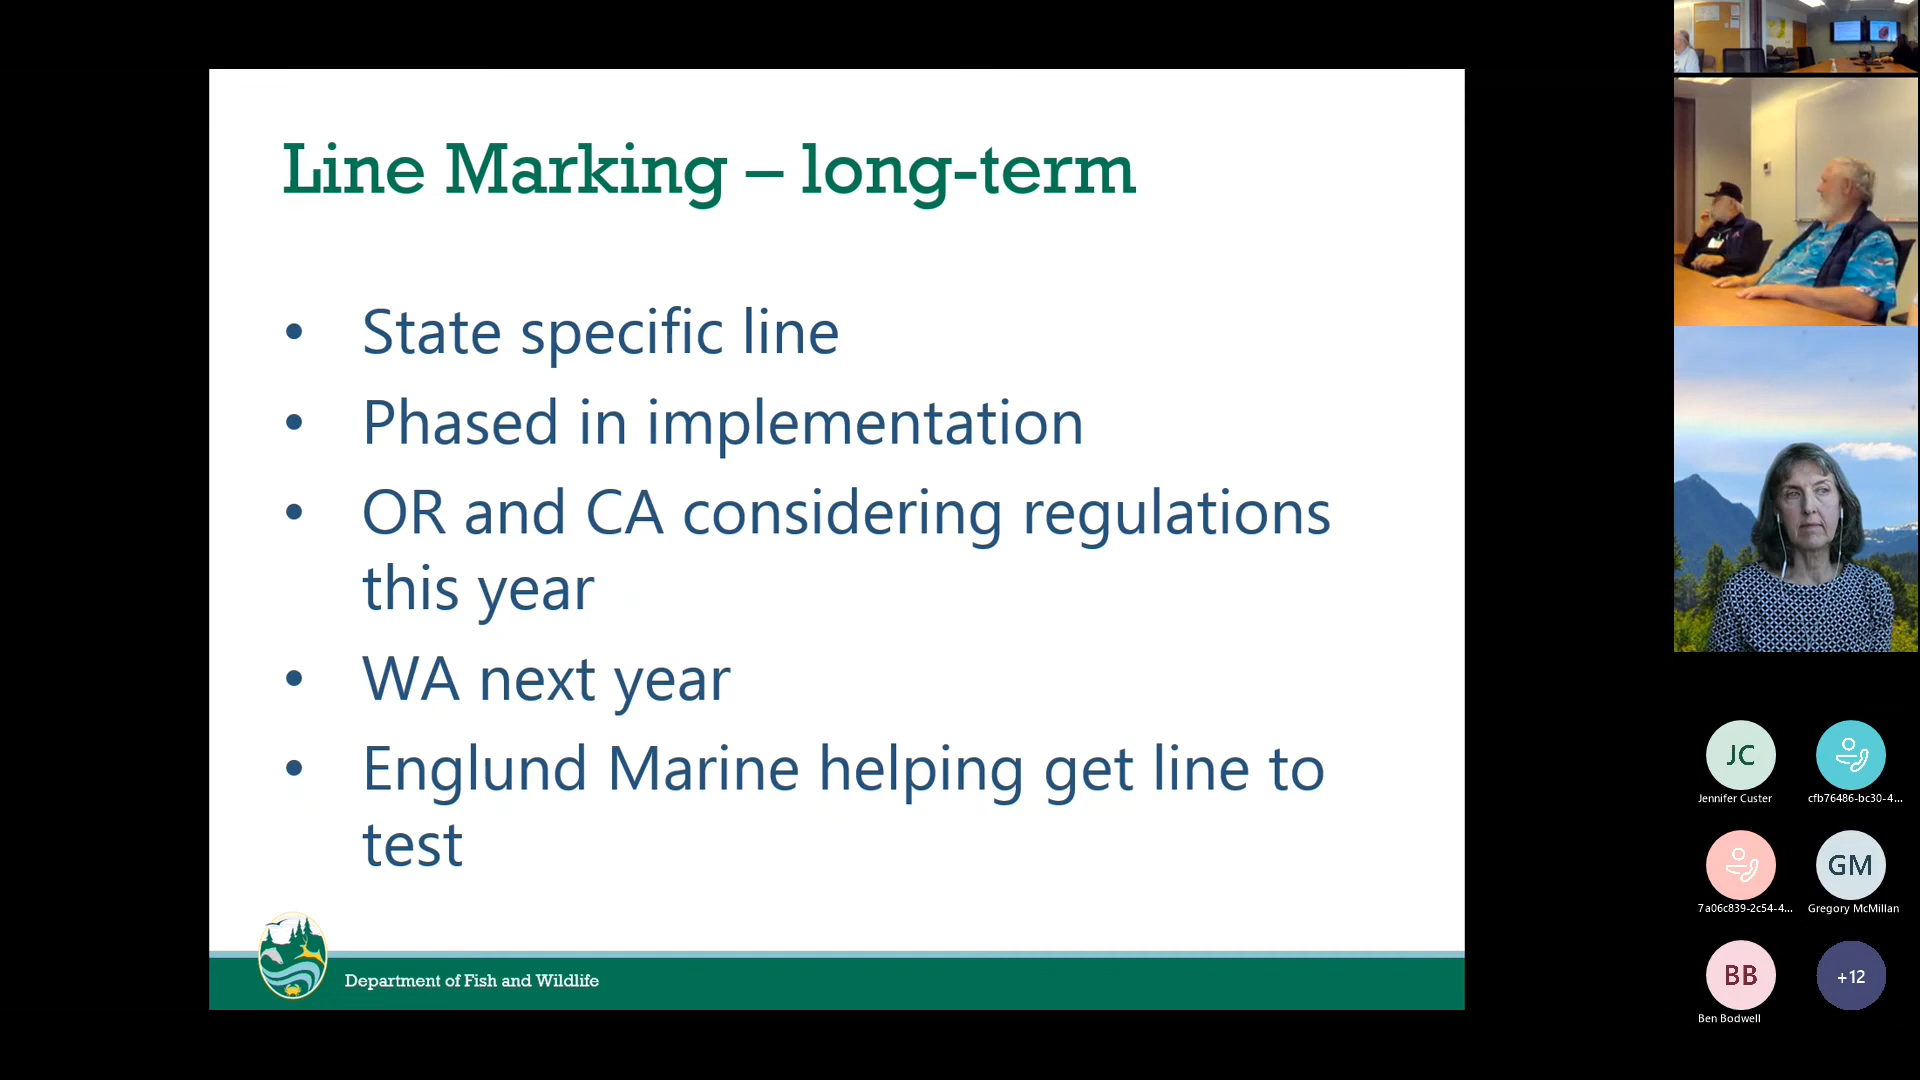 Line Marking – long-term
• State specific line
• Phased in implementation
• OR and CA considering regulations
this year
• WA next year
• Englund Marine helping get line to
test
Department of Fish and Wildlife
JC
Jennifer Custer
cfb76486-bc30-4...
7a06c839-2c54-4...
GM
Gregory McMillan
BB
Ben Bodwell
+12